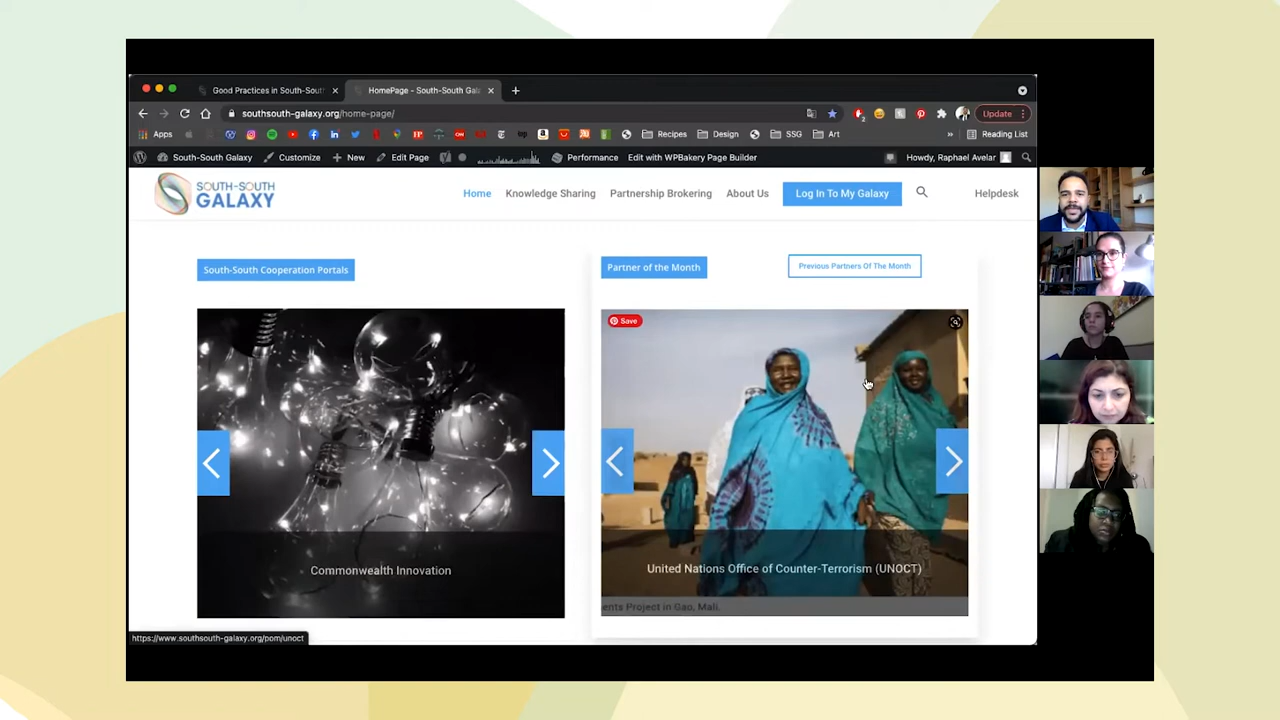 Good Practices in South-Sout
HomePage - South-South Gala
southsouth-galaxy.org/home-page/
Update
Apps
Recipes
Design
SSG
Art
Reading List
South-South Galaxy
Customize
New
Edit Page
Performance
Edit with WPBakery Page Builder
Howdy, Raphael Avelar
SOUTH-SOUTH
GALAXY
Home
Knowledge Sharing
Partnership Brokering
About Us
Log In To My Galaxy
Helpdesk
South-South Cooperation Portals
Partner of the Month
Previous Partners Of The Month
Save
Commonwealth Innovation
United Nations Office of Counter-Terrorism (UNOCT)
ents Project in Gao, Mali.
https://www.southsouth-galaxy.org/pom/unoct